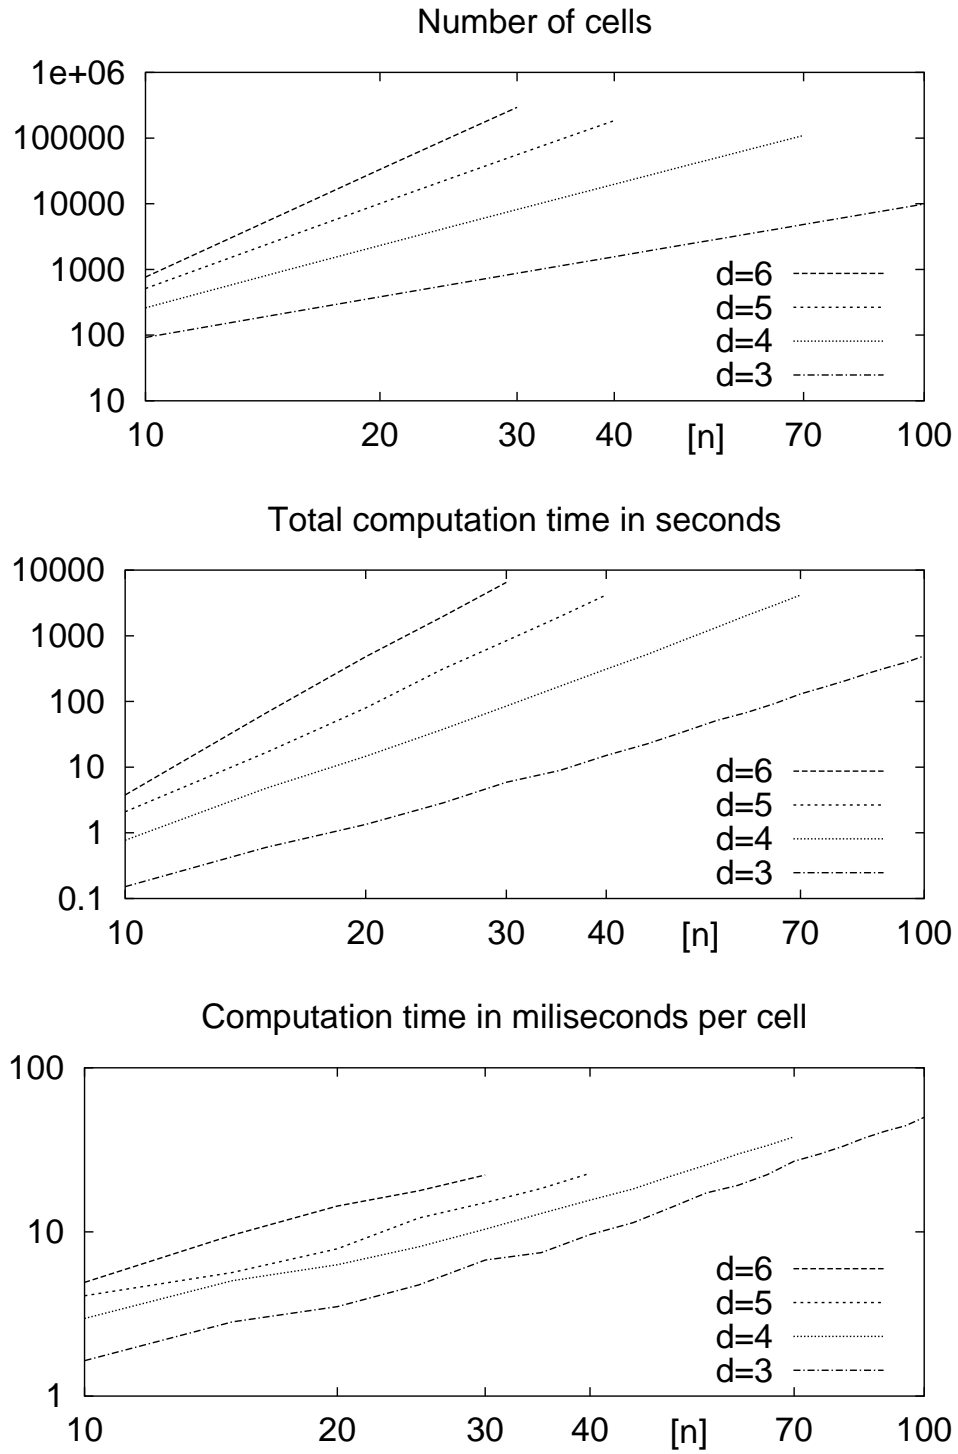 Number of cells
1e+06
100000
10000
1000
100
10
d=6
d=5
d=4
d=3
10 20 30 40 [n] 70 100
Total computation time in seconds
10000
1000
100
10
1
0.1
d=6
d=5
d=4
d=3
10 20 30 40 [n] 70 100
Computation time in miliseconds per cell
100
10
1
d=6
d=5
d=4
d=3
10 20 30 40 [n] 70 100